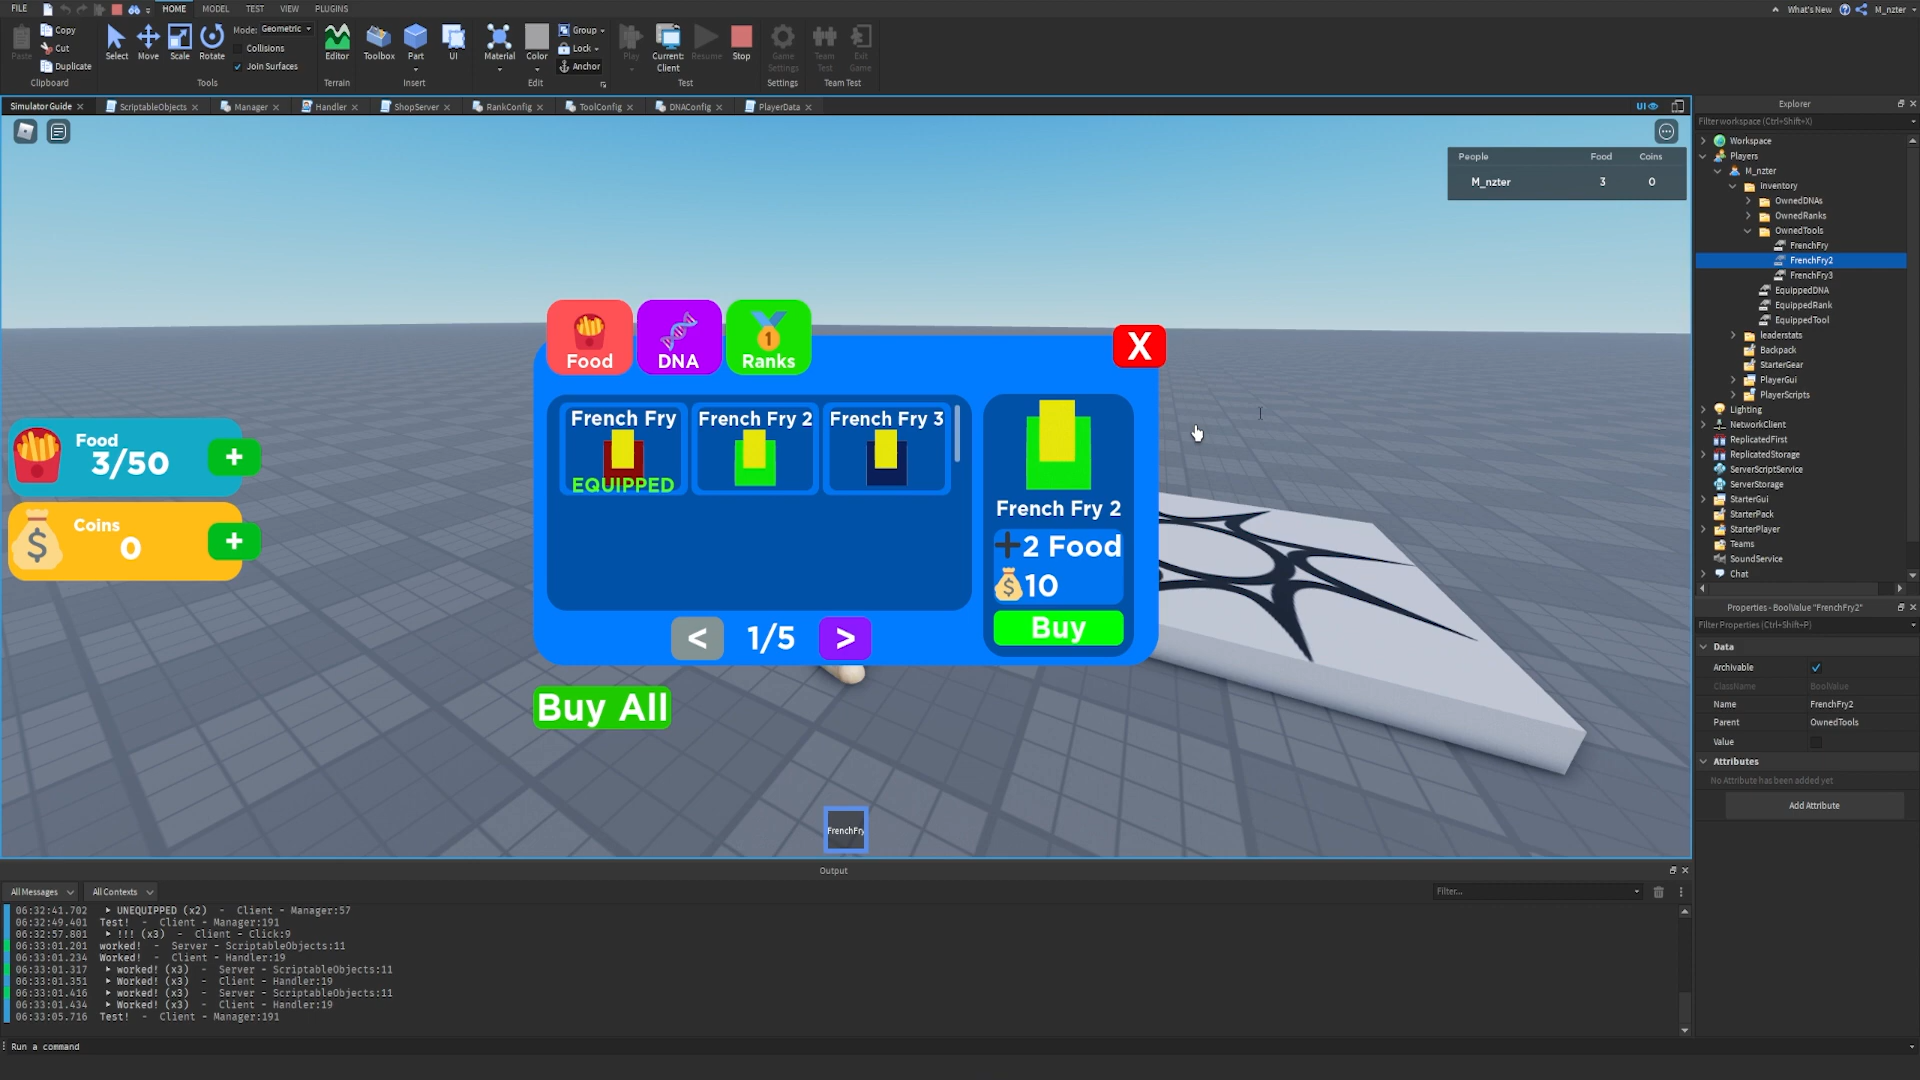 FILE HOME MODEL TEST VIEW PLUGINS What's New M_nzter
Paste Copy Cut Duplicate Clipboard
Select Move Scale Rotate Mode: Geometric Collisions Join Surfaces Tools
Editor Terrain
Toolbox Part UI Insert
Material Color Group Lock Anchor Edit
Play Current: Client Resume Stop Test
Game Settings Settings
Team Test Exit Game Team Test
Simulator Guide ScriptableObjects Manager Handler ShopServer RankConfig ToolConfig DNAConfig PlayerData UI
People Food Coins
M_nzter 3 0
Food
DNA
Ranks
X
French Fry
EQUIPPED
French Fry 2
French Fry 3
French Fry 2
+2 Food
$10
Buy
< 1/5 >
Buy All
Food
3/50
+
Coins
0
+
FrenchFry
Explorer
Filter workspace (Ctrl+Shift+X)
Workspace
Players
M_nzter
Inventory
OwnedDNAs
OwnedRanks
OwnedTools
FrenchFry
FrenchFry2
FrenchFry3
EquippedDNA
EquippedRank
EquippedTool
leaderstats
Backpack
StarterGear
PlayerGui
PlayerScripts
Lighting
NetworkClient
ReplicatedFirst
ReplicatedStorage
ServerScriptService
ServerStorage
StarterGui
StarterPack
StarterPlayer
Teams
SoundService
Chat
Properties - BoolValue "FrenchFry2"
Filter Properties (Ctrl+Shift+P)
Data
Archivable
ClassName BoolValue
Name FrenchFry2
Parent OwnedTools
Value
Attributes
No Attribute has been added yet
Add Attribute
Output
All Messages All Contexts Filter...
06:32:41.702 UNEQUIPPED (x2) - Client - Manager:57
06:32:49.401 Test! - Client - Manager:191
06:32:57.801 !!! (x3) - Client - Click:9
06:33:01.201 worked! - Server - ScriptableObjects:11
06:33:01.234 Worked! - Client - Handler:19
06:33:01.317 worked! (x3) - Server - ScriptableObjects:11
06:33:01.351 Worked! (x3) - Client - Handler:19
06:33:01.416 worked! (x3) - Server - ScriptableObjects:11
06:33:01.434 Worked! (x3) - Client - Handler:19
06:33:05.716 Test! - Client - Manager:191
Run a command